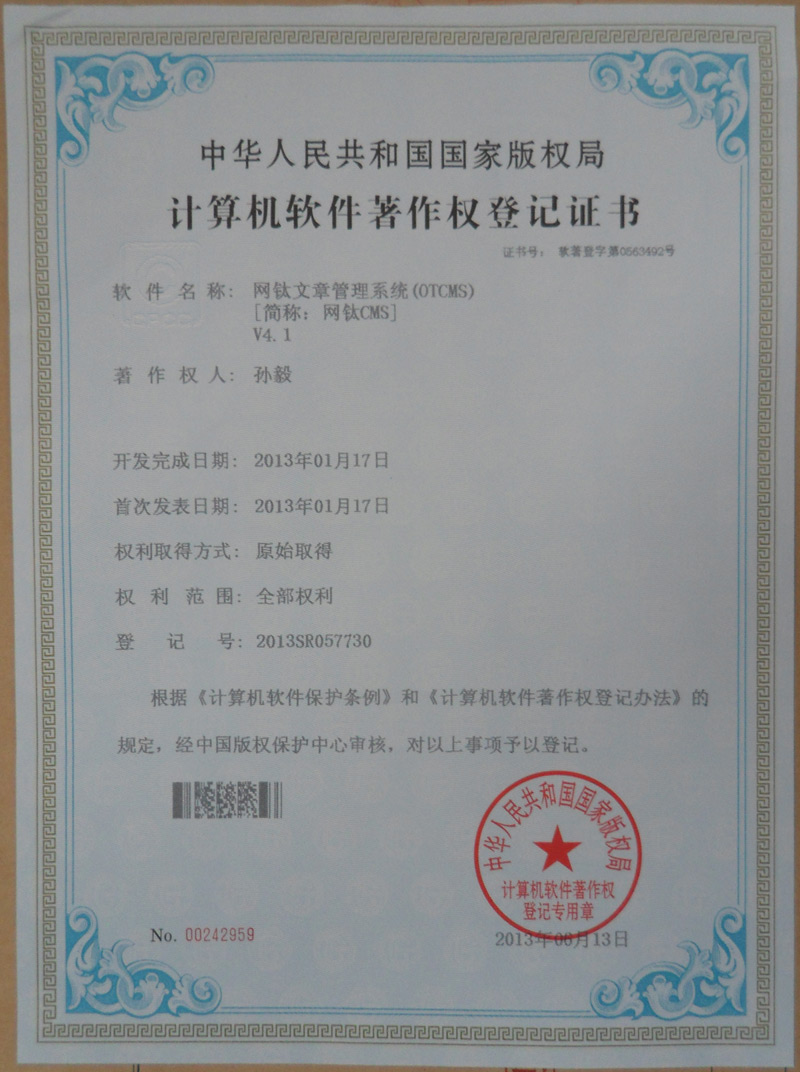 中华人民共和国国家版权局
计算机软件著作权登记证书
证书号： 软著登字第0563492号
软件名称： 网钛文章管理系统(OTCMS)
[简称：网钛CMS]
V4.1
著作权人： 孙毅
开发完成日期： 2013年01月17日
首次发表日期： 2013年01月17日
权利取得方式： 原始取得
权利范围： 全部权利
登记号： 2013SR057730
根据《计算机软件保护条例》和《计算机软件著作权登记办法》的
规定，经中国版权保护中心审核，对以上事项予以登记。
中华人民共和国国家版权局
计算机软件著作权
登记专用章
No. 00242959
2013年06月13日